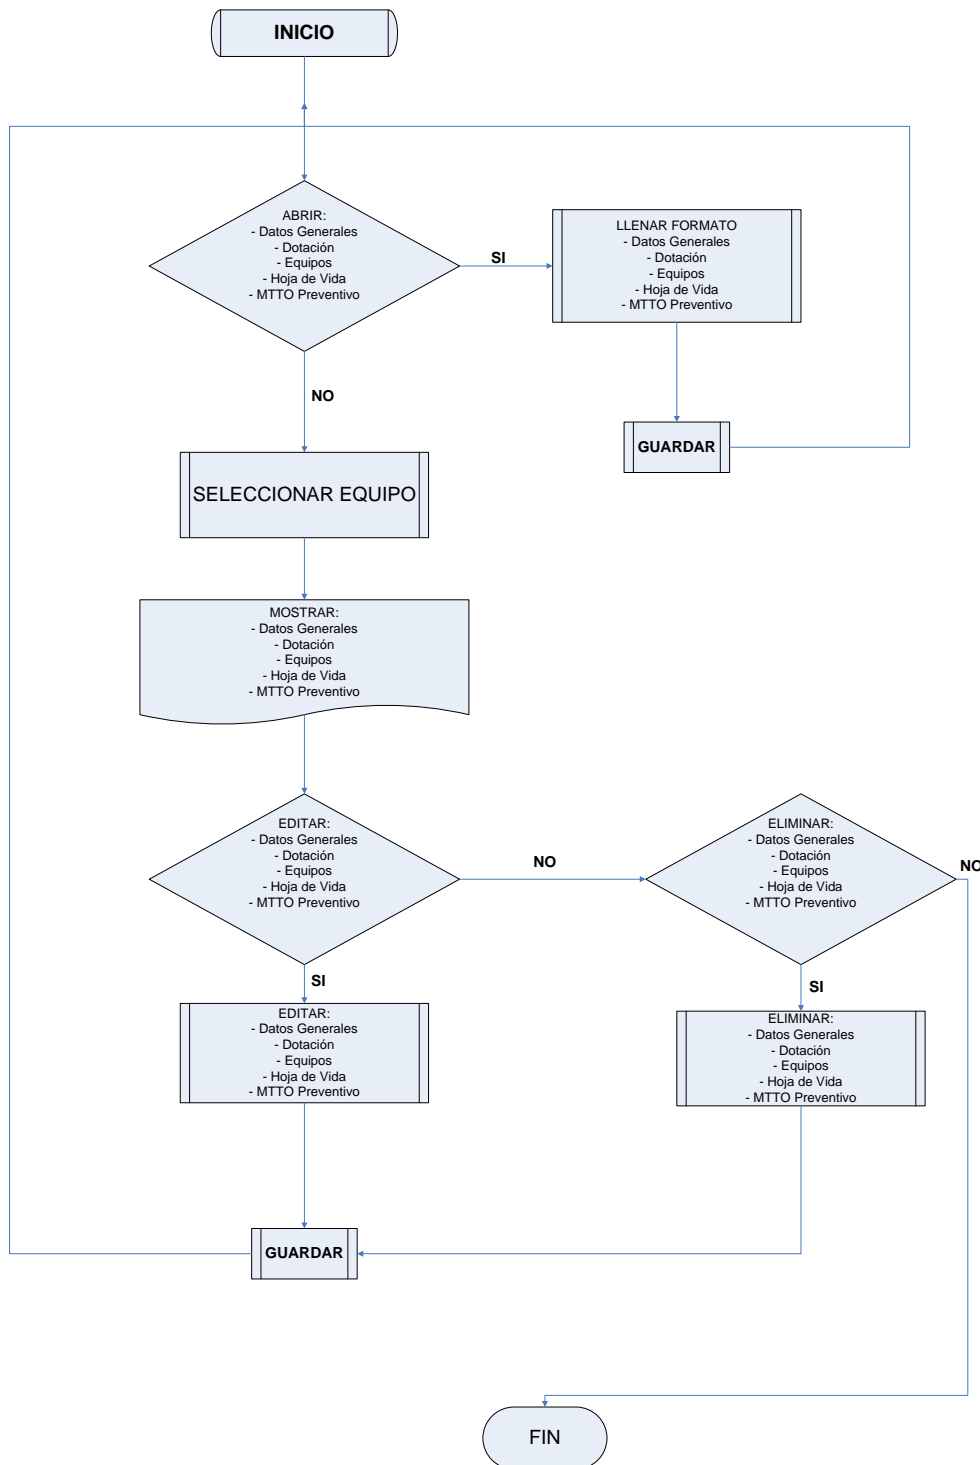 INICIO
ABRIR:
- Datos Generales
- Dotación
- Equipos
- Hoja de Vida
- MTTO Preventivo
SI
LLENAR FORMATO
- Datos Generales
- Dotación
- Equipos
- Hoja de Vida
- MTTO Preventivo
NO
GUARDAR
SELECCIONAR EQUIPO
MOSTRAR:
- Datos Generales
- Dotación
- Equipos
- Hoja de Vida
- MTTO Preventivo
EDITAR:
- Datos Generales
- Dotación
- Equipos
- Hoja de Vida
- MTTO Preventivo
NO
ELIMINAR:
- Datos Generales
- Dotación
- Equipos
- Hoja de Vida
- MTTO Preventivo
NO
SI
EDITAR:
- Datos Generales
- Dotación
- Equipos
- Hoja de Vida
- MTTO Preventivo
SI
ELIMINAR:
- Datos Generales
- Dotación
- Equipos
- Hoja de Vida
- MTTO Preventivo
GUARDAR
FIN